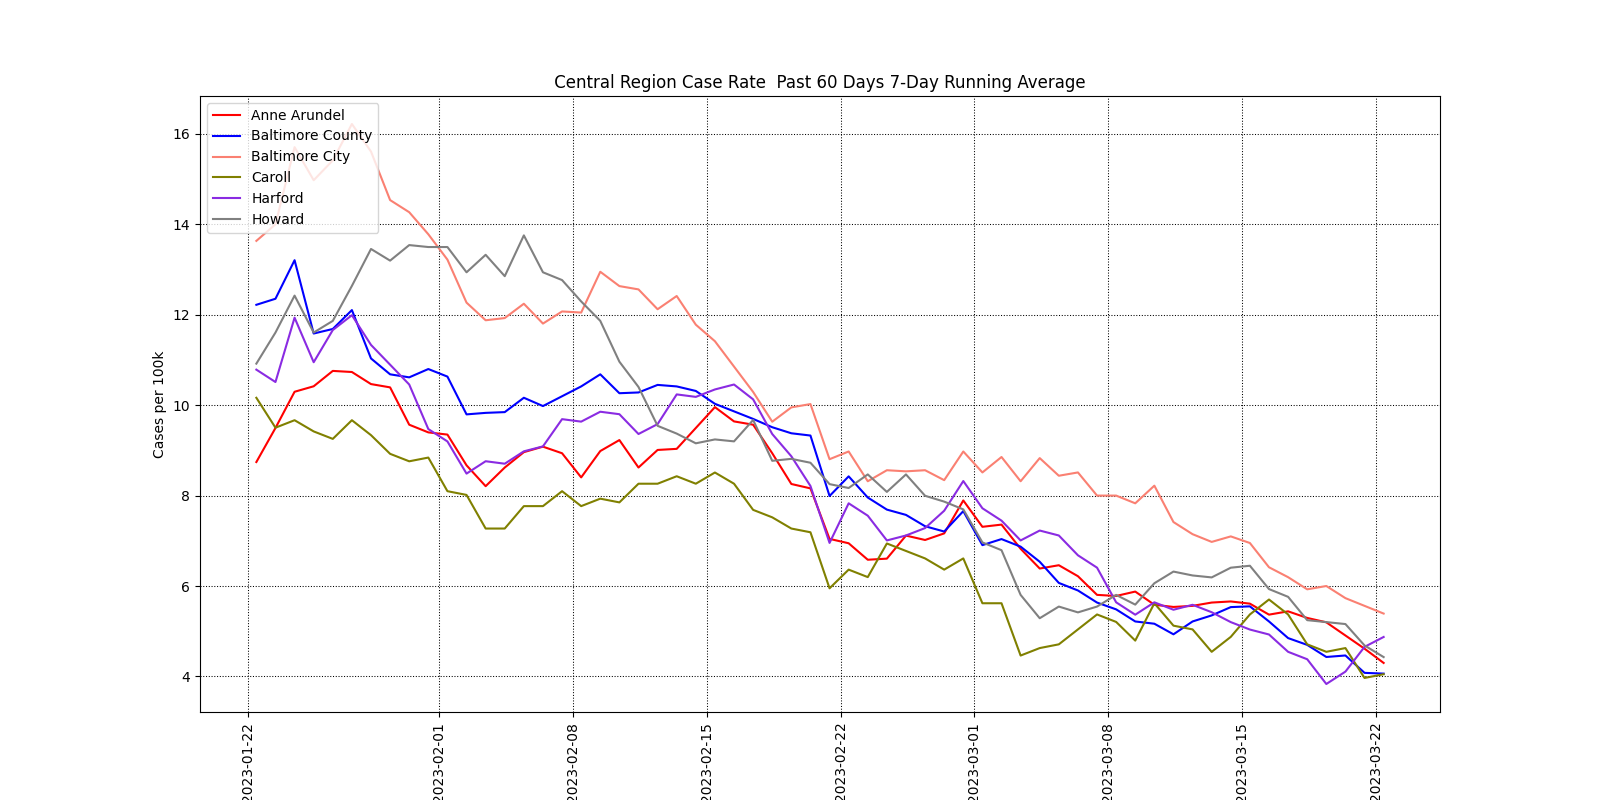 Central Region Case Rate  Past 60 Days 7-Day Running Average
Anne Arundel
Baltimore County
Baltimore City
Caroll
Harford
Howard
Cases per 100k
16
14
12
10
8
6
4
2023-01-22
2023-02-01
2023-02-08
2023-02-15
2023-02-22
2023-03-01
2023-03-08
2023-03-15
2023-03-22